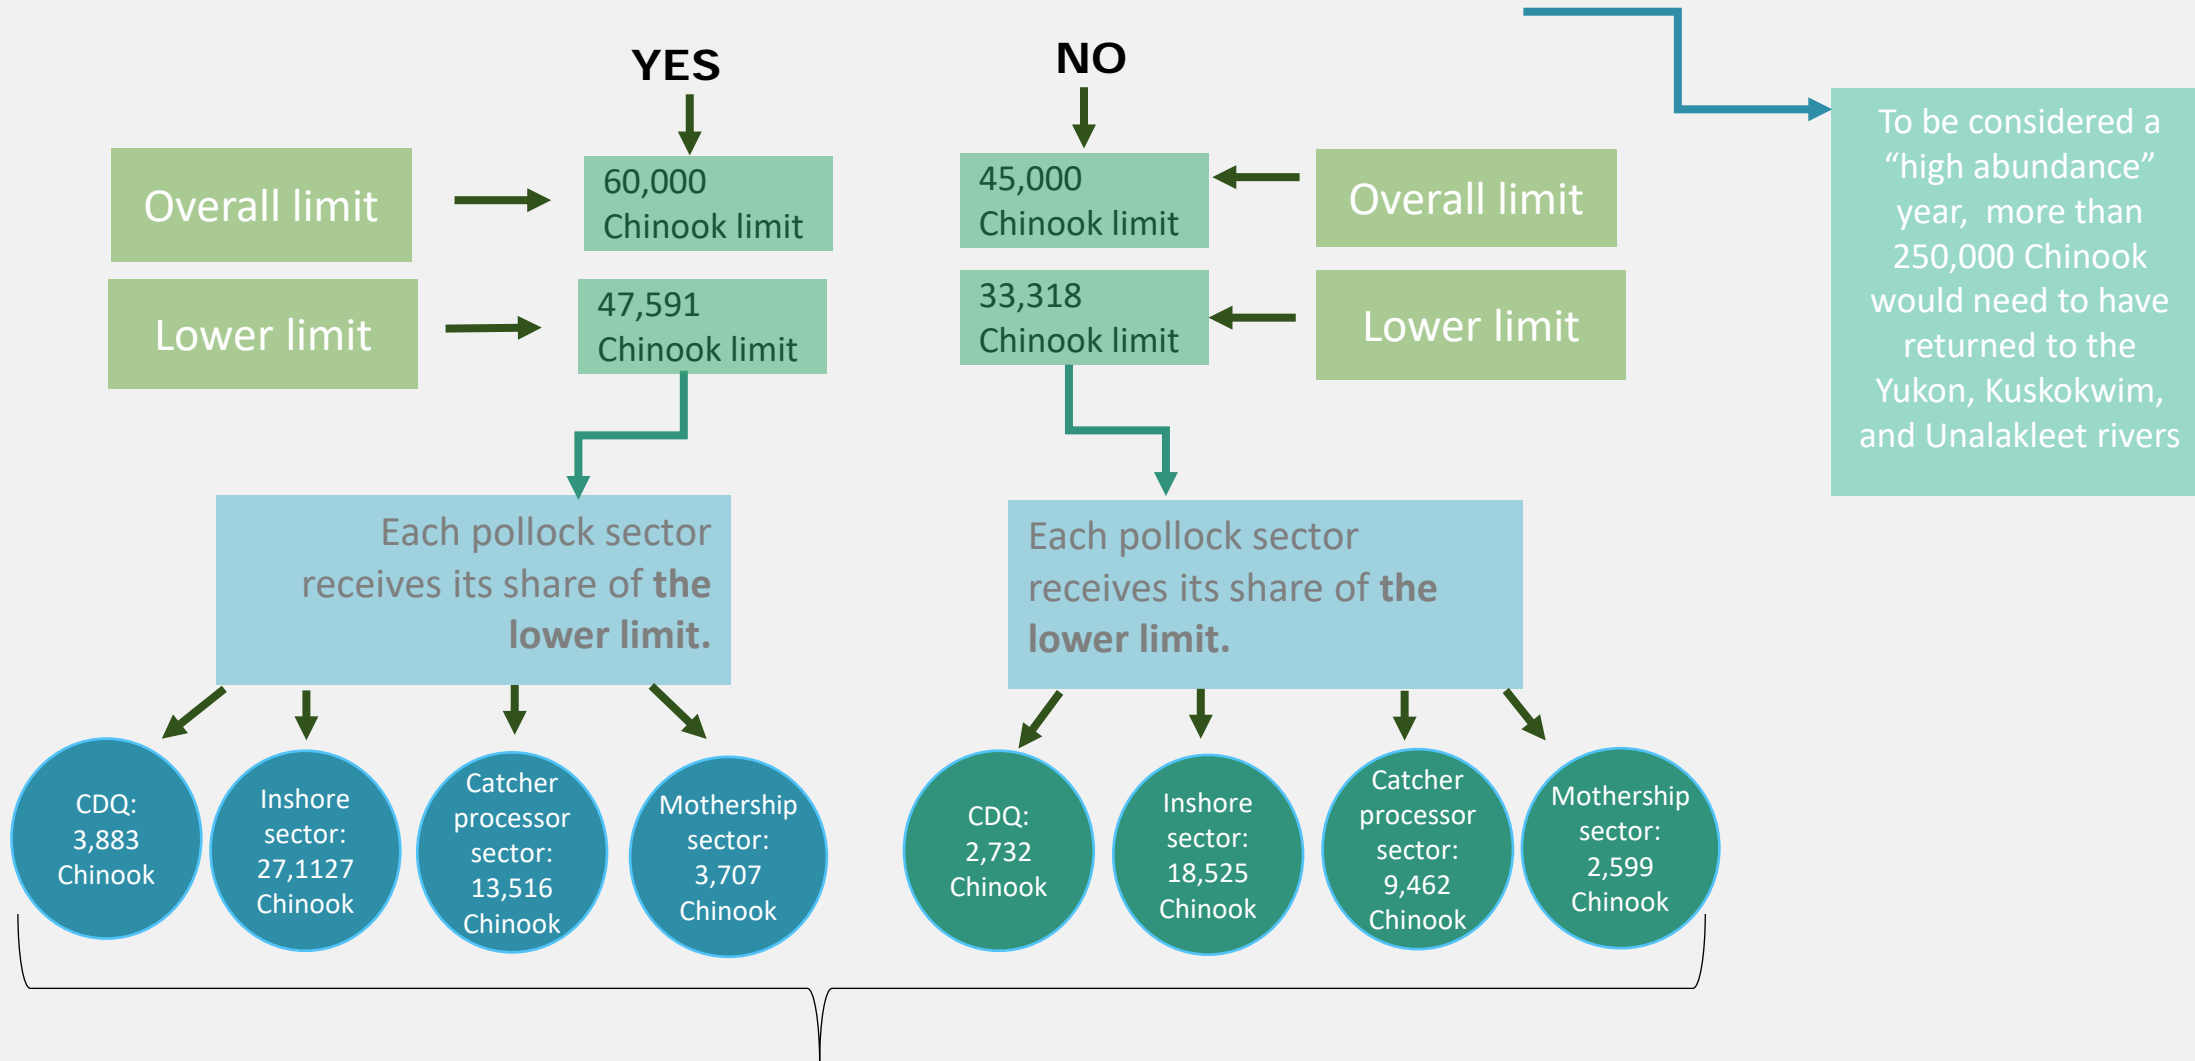 YES
NO
Overall limit
60,000
Chinook limit
45,000
Chinook limit
Overall limit
Lower limit
47,591
Chinook limit
33,318
Chinook limit
Lower limit
To be considered a
“high abundance”
year, more than
250,000 Chinook
would need to have
returned to the
Yukon, Kuskokwim,
and Unalakleet rivers
Each pollock sector
receives its share of the
lower limit.
Each pollock sector
receives its share of the
lower limit.
CDQ:
3,883
Chinook
Inshore
sector:
27,1127
Chinook
Catcher
processor
sector:
13,516
Chinook
Mothership
sector:
3,707
Chinook
CDQ:
2,732
Chinook
Inshore
sector:
18,525
Chinook
Catcher
processor
sector:
9,462
Chinook
Mothership
sector:
2,599
Chinook